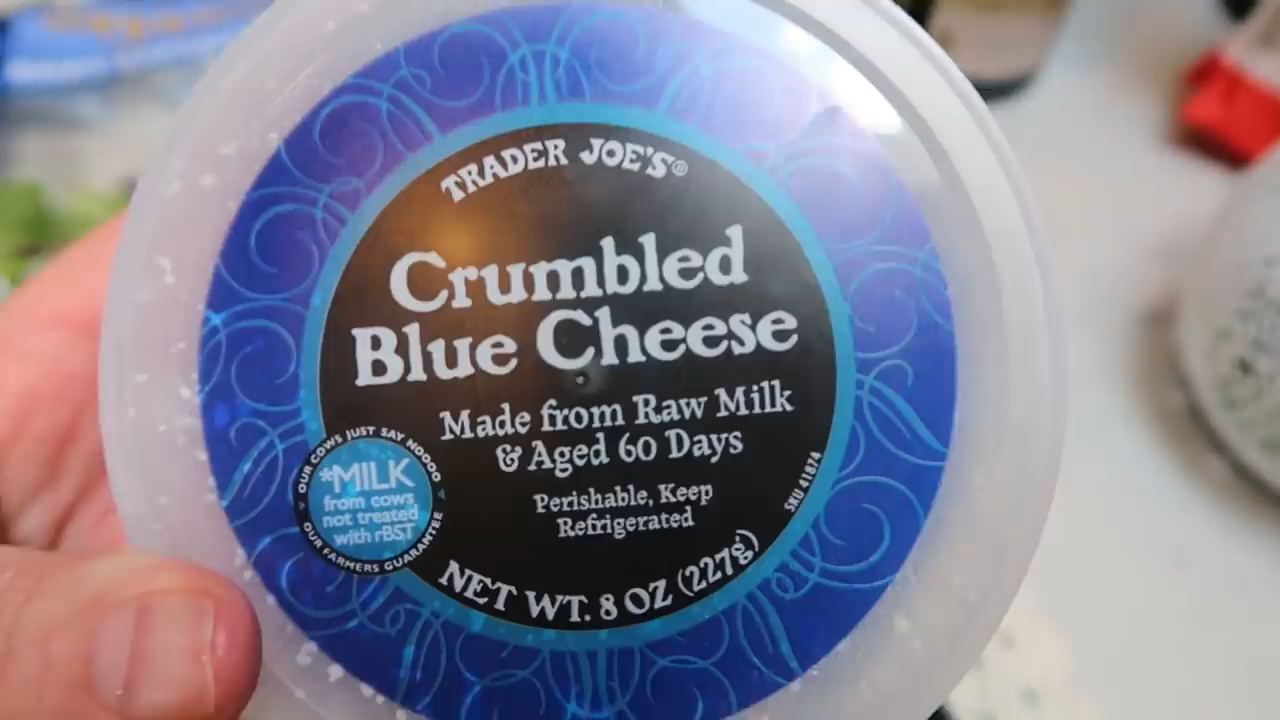 TRADER JOE'S®
Crumbled
Blue Cheese
Made from Raw Milk
& Aged 60 Days
Perishable, Keep
Refrigerated
NET WT. 8 OZ (227g)
SKU 41874
OUR COWS JUST SAY NOOOO
*MILK
from cows
not treated
with rBST
OUR FARMERS GUARANTEE